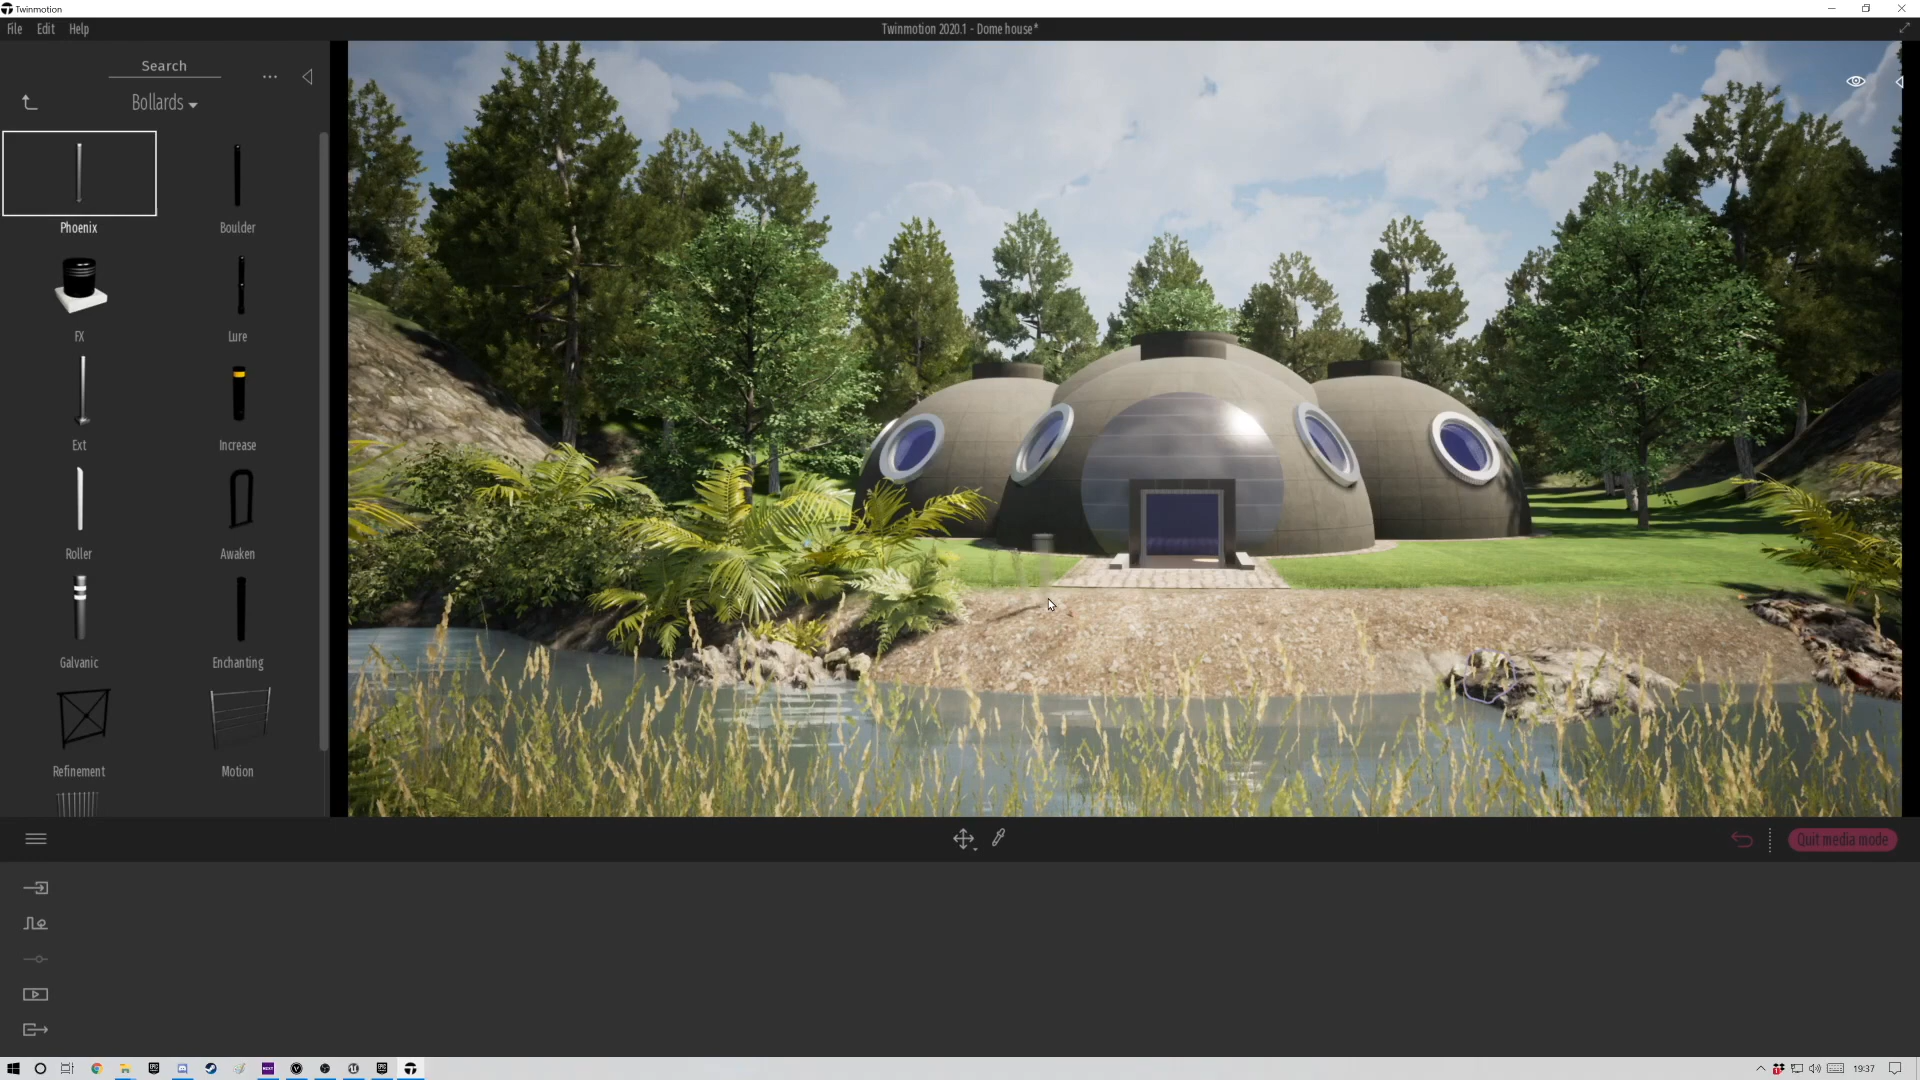 Twinmotion
File Edit Help
Twinmotion 2020.1 - Dome house*
Search
...
Bollards
Phoenix
Boulder
FX
Lure
Ext
Increase
Roller
Awaken
Galvanic
Enchanting
Refinement
Motion
Quit media mode
19:37